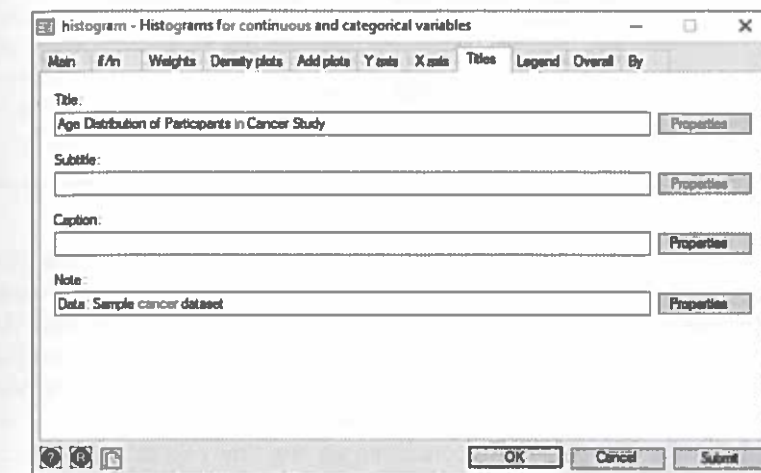 histogram - Histograms for continuous and categorical variables
Main if/in Weights Density plots Add plots Y axis X axis Titles Legend Overall By
Title:
Age Distribution of Participants in Cancer Study Properties
Subtitle:
Properties
Caption:
Properties
Note:
Data: Sample cancer dataset Properties
? R OK Cancel Submit